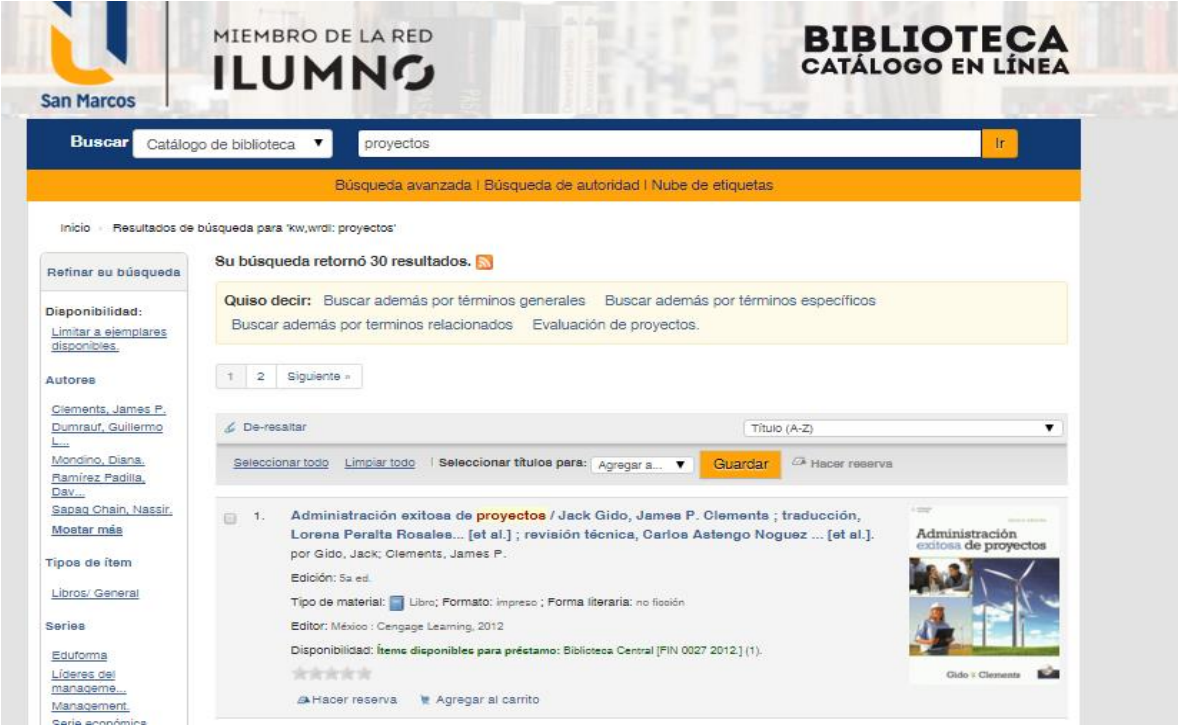 San Marcos
MIEMBRO DE LA RED
ILUMNO
BIBLIOTECA
CATÁLOGO EN LÍNEA
Buscar Catálogo de biblioteca proyectos Ir
Búsqueda avanzada | Búsqueda de autoridad | Nube de etiquetas
Inicio › Resultados de búsqueda para 'kw,wrdl: proyectos'
Refinar su búsqueda
Disponibilidad:
Limitar a ejemplares
disponibles.
Autores
Clements, James P.
Dumrauf, Guillermo
L...
Mondino, Diana.
Ramírez Padilla,
Dav...
Sapag Chain, Nassir.
Mostar más
Tipos de ítem
Libros/ General
Series
Eduforma
Líderes del
manageme...
Management.
Serie económica
Su búsqueda retornó 30 resultados.
Quiso decir: Buscar además por términos generales Buscar además por términos específicos
Buscar además por terminos relacionados Evaluación de proyectos.
1 2 Siguiente »
De-resaltar Título (A-Z)
Seleccionar todo Limpiar todo | Seleccionar títulos para: Agregar a... Guardar Hacer reserva
1. Administración exitosa de proyectos / Jack Gido, James P. Clements ; traducción,
Lorena Peralta Rosales... [et al.] ; revisión técnica, Carlos Astengo Noguez ... [et al.].
por Gido, Jack; Clements, James P.
Edición: 5a ed.
Tipo de material: Libro; Formato: impreso ; Forma literaria: no ficción
Editor: México : Cengage Learning, 2012
Disponibilidad: Ítems disponibles para préstamo: Biblioteca Central [FIN 0027 2012.] (1).
Hacer reserva Agregar al carrito
Administración
exitosa de proyectos
Gido Clements